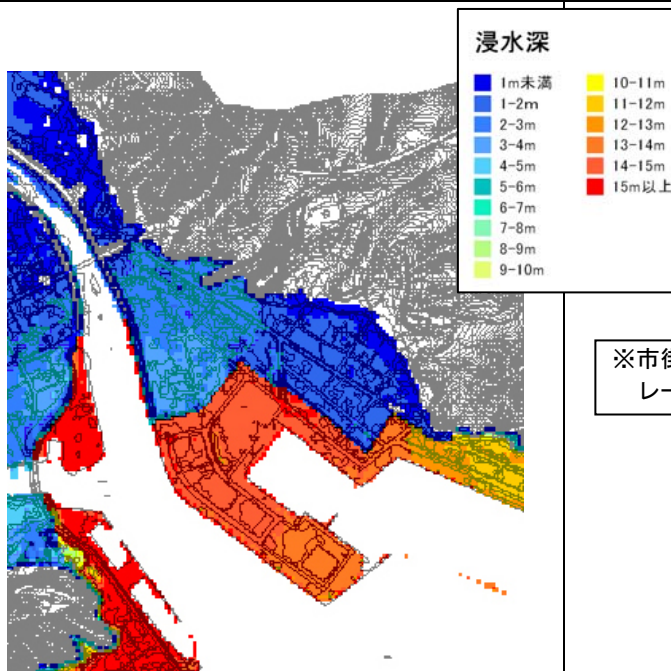 浸水深
1m未満
1-2m
2-3m
3-4m
4-5m
5-6m
6-7m
7-8m
8-9m
9-10m
10-11m
11-12m
12-13m
13-14m
14-15m
15m以上
※市街
レー